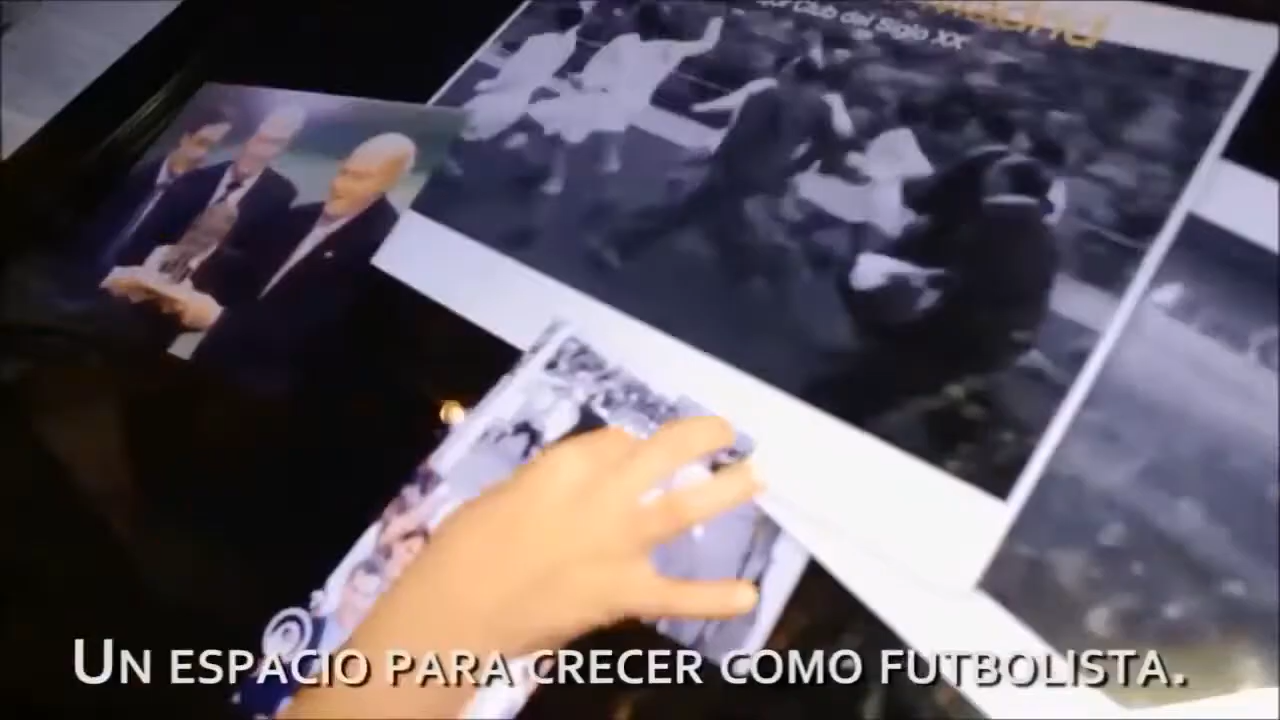 Club del Siglo XX
UN ESPACIO PARA CRECER COMO FUTBOLISTA.